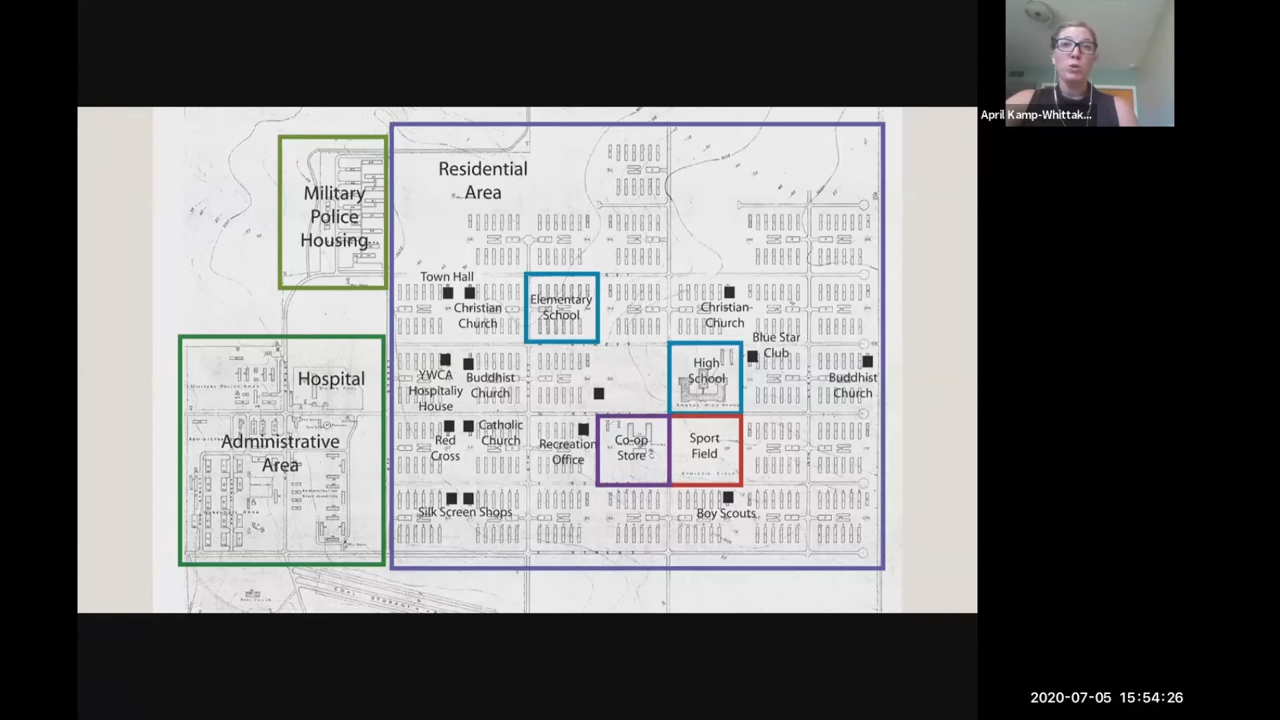 April Kamp-Whittak...
Residential
Area
Military
Police
Housing
Town Hall
Christian
Church
Elementary
School
Christian
Church
Blue Star
Club
Hospital
YWCA
Hospitaliy
House
Buddhist
Church
High
School
Buddhist
Church
Administrative
Area
Red
Cross
Catholic
Church
Recreation
Office
Co-op
Store
Sport
Field
Silk Screen Shops
Boy Scouts
2020-07-05 15:54:26